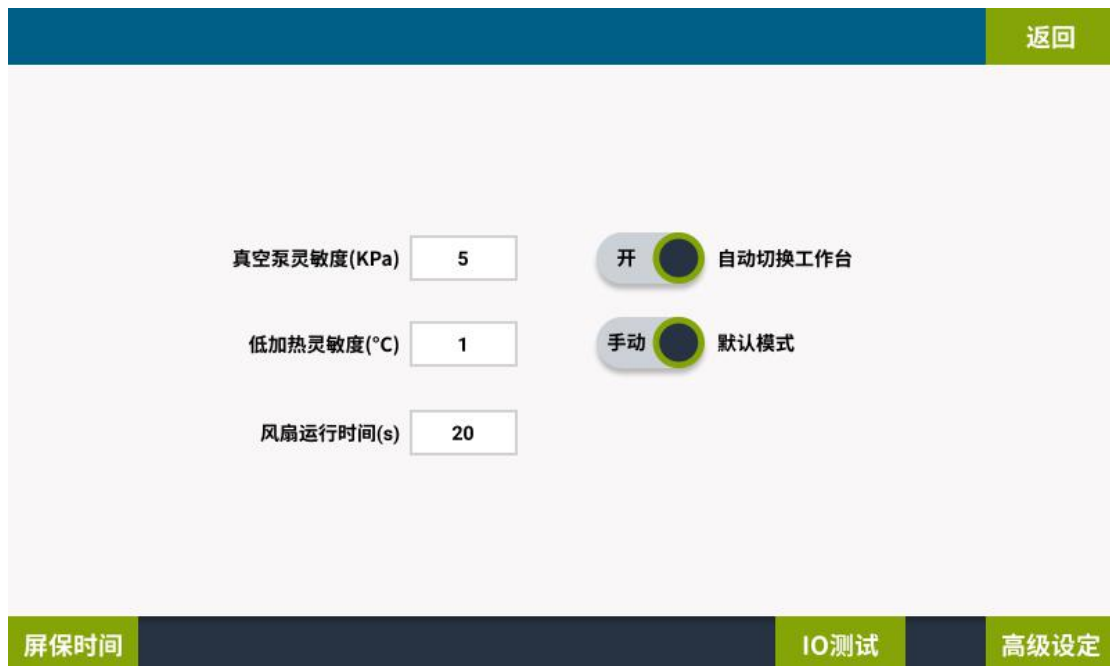 返回
真空泵灵敏度(KPa) 5 开 自动切换工作台
低加热灵敏度(°C) 1 手动 默认模式
风扇运行时间(s) 20
屏保时间 IO测试 高级设定